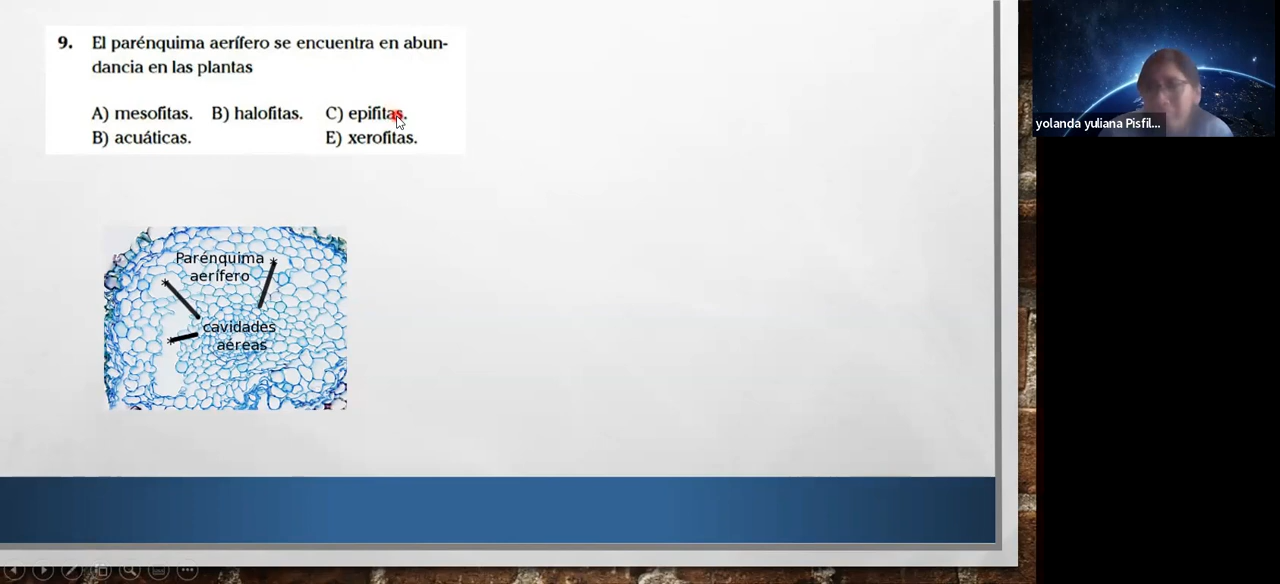 9. El parénquima aerífero se encuentra en abun-
dancia en las plantas
A) mesofitas. B) halofitas. C) epifitas.
B) acuáticas. E) xerofitas.
Parénquima
aerífero
cavidades
aéreas
yolanda yuliana Pisfil...